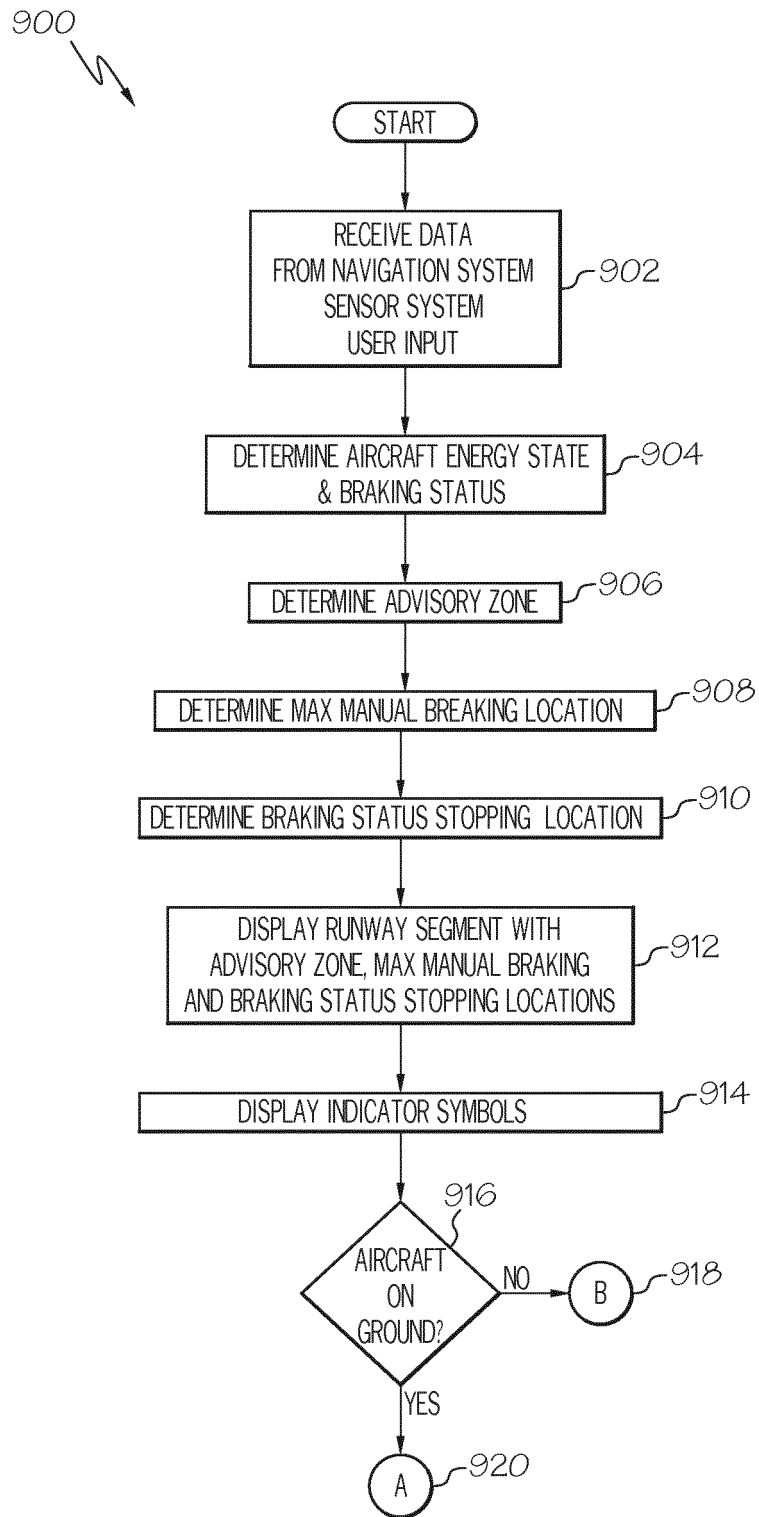 900
START
RECEIVE DATA
FROM NAVIGATION SYSTEM
SENSOR SYSTEM
USER INPUT
902
DETERMINE AIRCRAFT ENERGY STATE
& BRAKING STATUS
904
DETERMINE ADVISORY ZONE
906
DETERMINE MAX MANUAL BREAKING LOCATION
908
DETERMINE BRAKING STATUS STOPPING LOCATION
910
DISPLAY RUNWAY SEGMENT WITH
ADVISORY ZONE, MAX MANUAL BRAKING
AND BRAKING STATUS STOPPING LOCATIONS
912
DISPLAY INDICATOR SYMBOLS
914
916
AIRCRAFT
ON
GROUND?
NO
B
918
YES
A
920